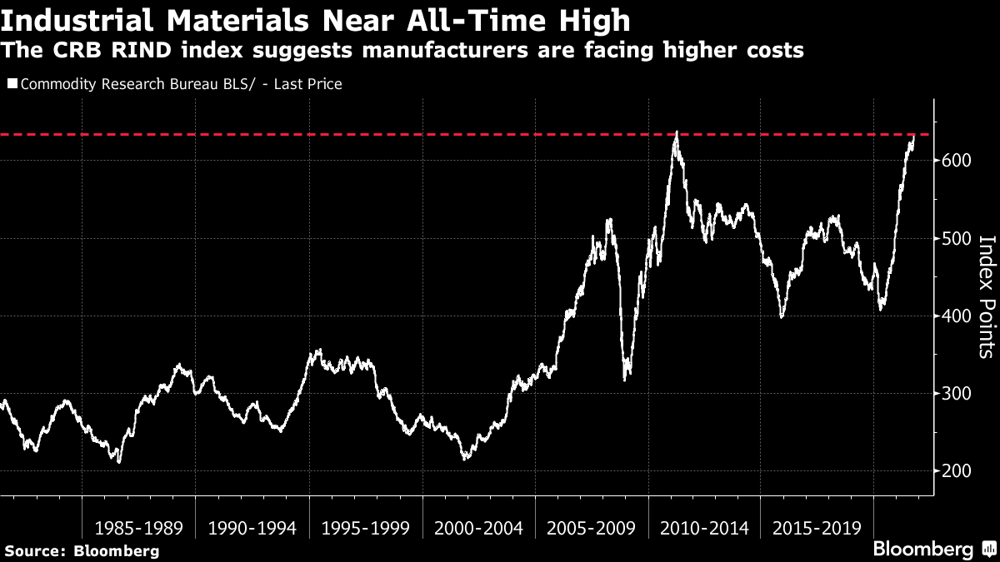 Industrial Materials Near All-Time High
The CRB RIND index suggests manufacturers are facing higher costs
Commodity Research Bureau BLS/ - Last Price
600
500
400
300
200
Index Points
1985-1989 1990-1994 1995-1999 2000-2004 2005-2009 2010-2014 2015-2019
Source: Bloomberg
Bloomberg